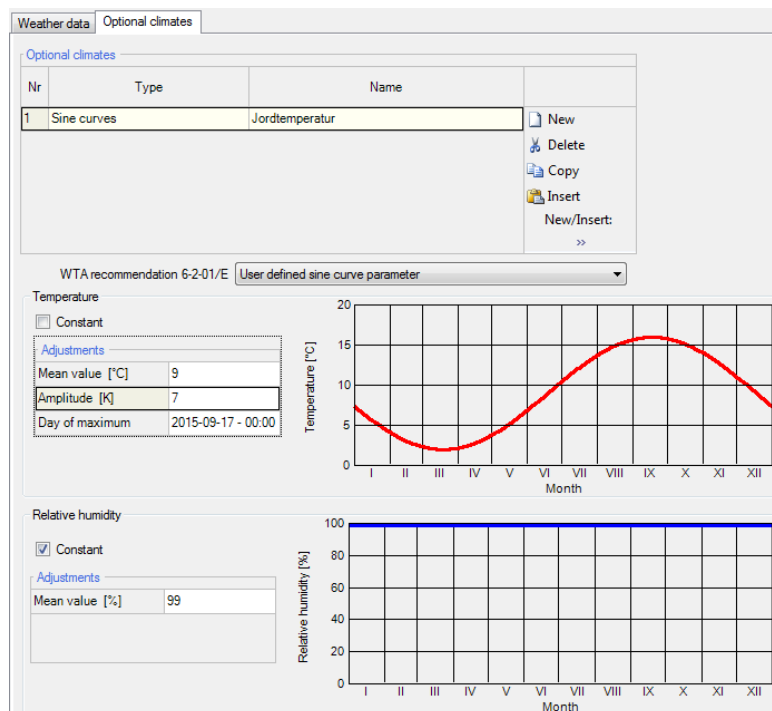 Weather data Optional climates
Optional climates
Nr Type Name
1 Sine curves Jordtemperatur
New
Delete
Copy
Insert
New/Insert:
>>
WTA recommendation 6-2-01/E User defined sine curve parameter
Temperature
Constant
Adjustments
Mean value [°C] 9
Amplitude [K] 7
Day of maximum 2015-09-17 - 00:00
Temperature [°C]
20
15
10
5
0
I II III IV V VI VII VIII IX X XI XII
Month
Relative humidity
Constant
Adjustments
Mean value [%] 99
Relative humidity [%]
100
80
60
40
20
0
I II III IV V VI VII VIII IX X XI XII
Month